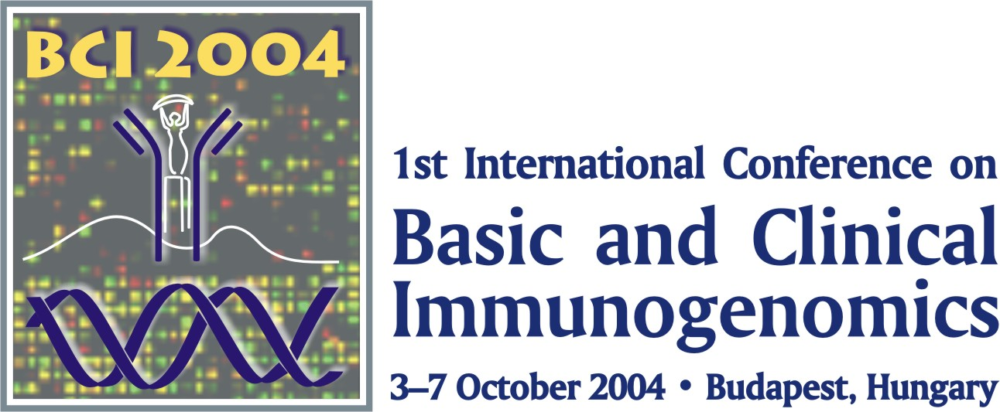 BCI 2004
1st International Conference on
Basic and Clinical
Immunogenomics
3–7 October 2004 • Budapest, Hungary